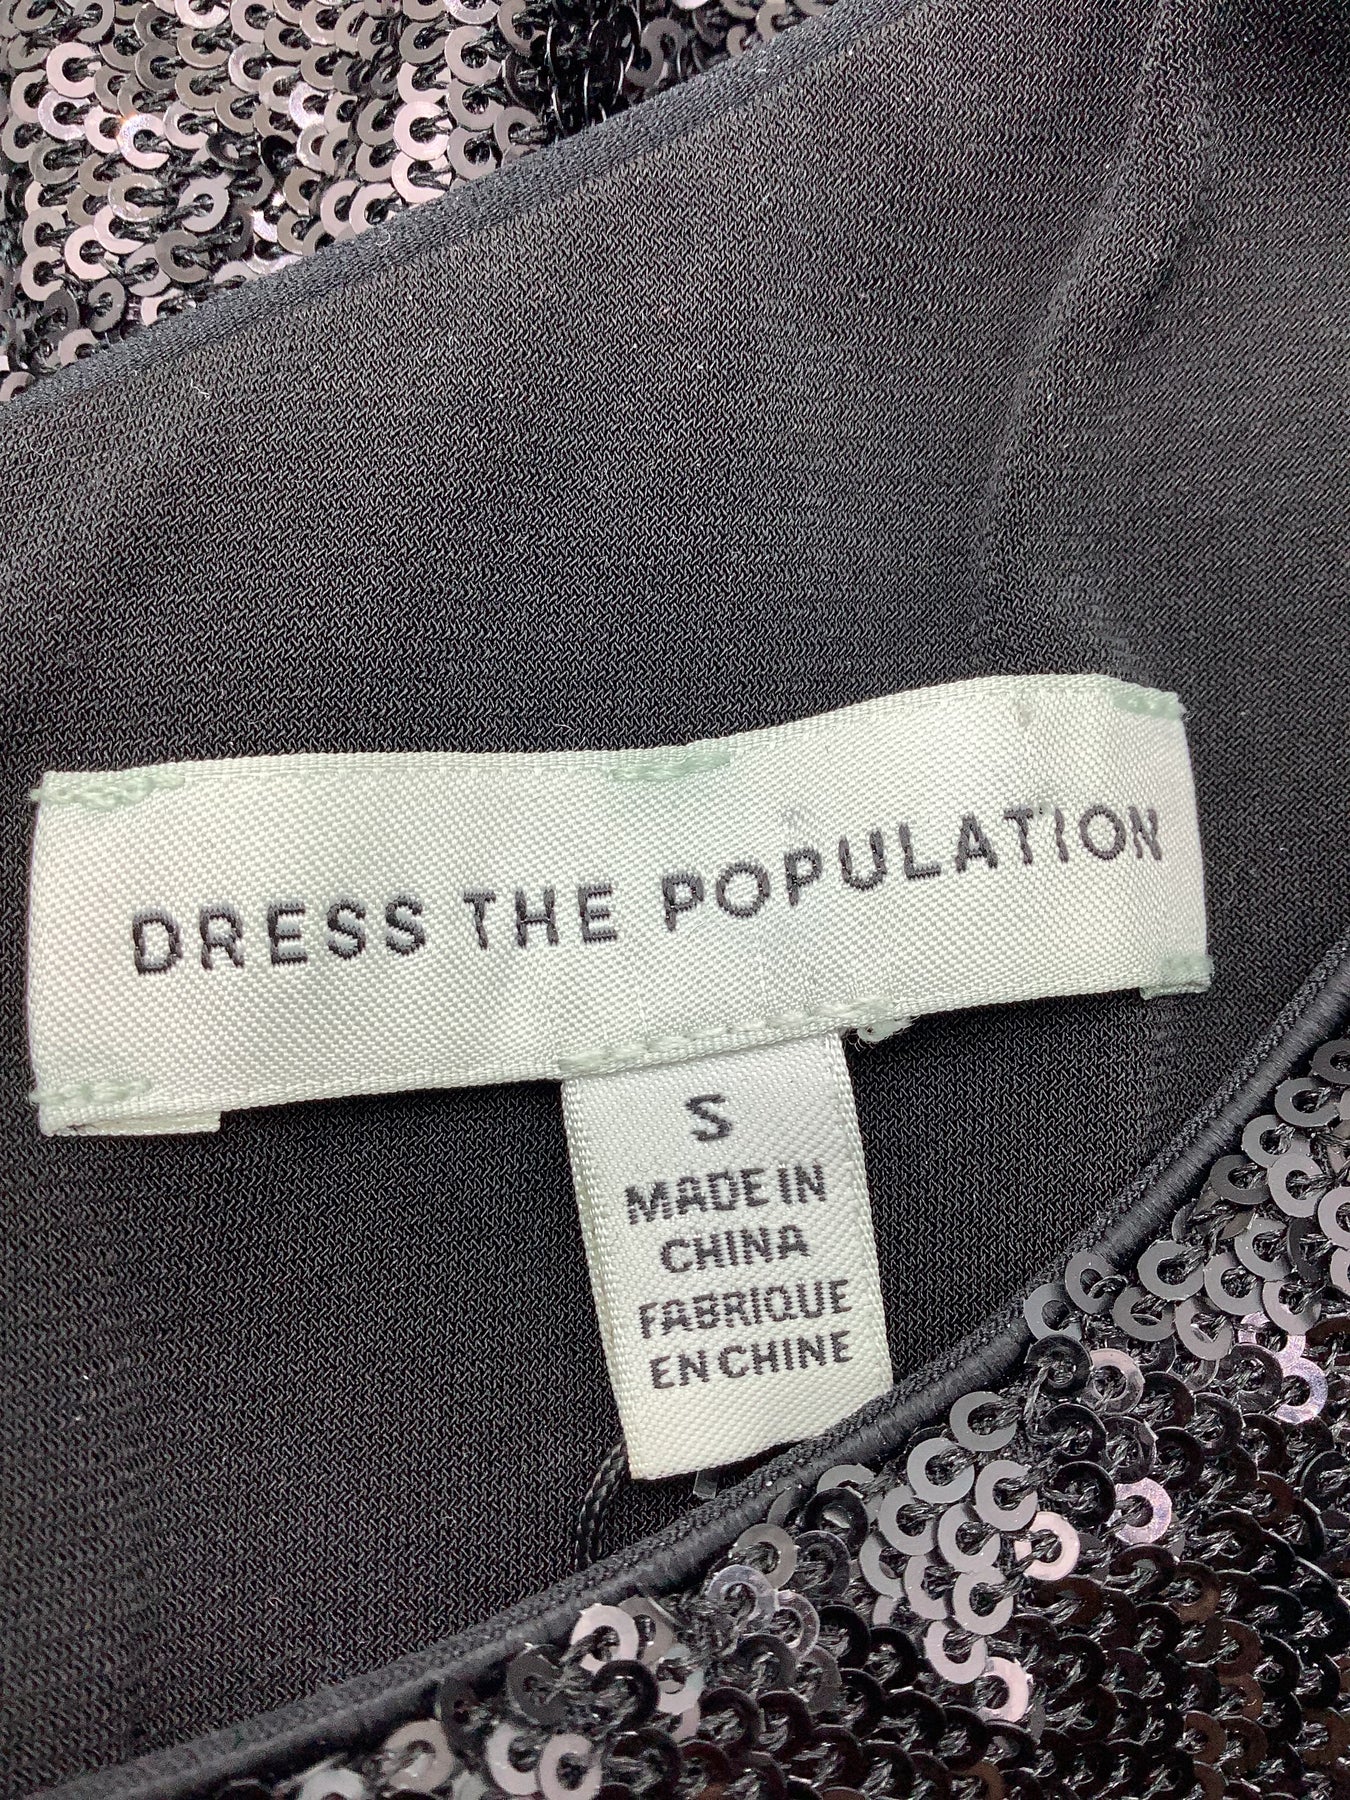 DRESS THE POPULATION
S
MADE IN
CHINA
FABRIQUE
EN CHINE